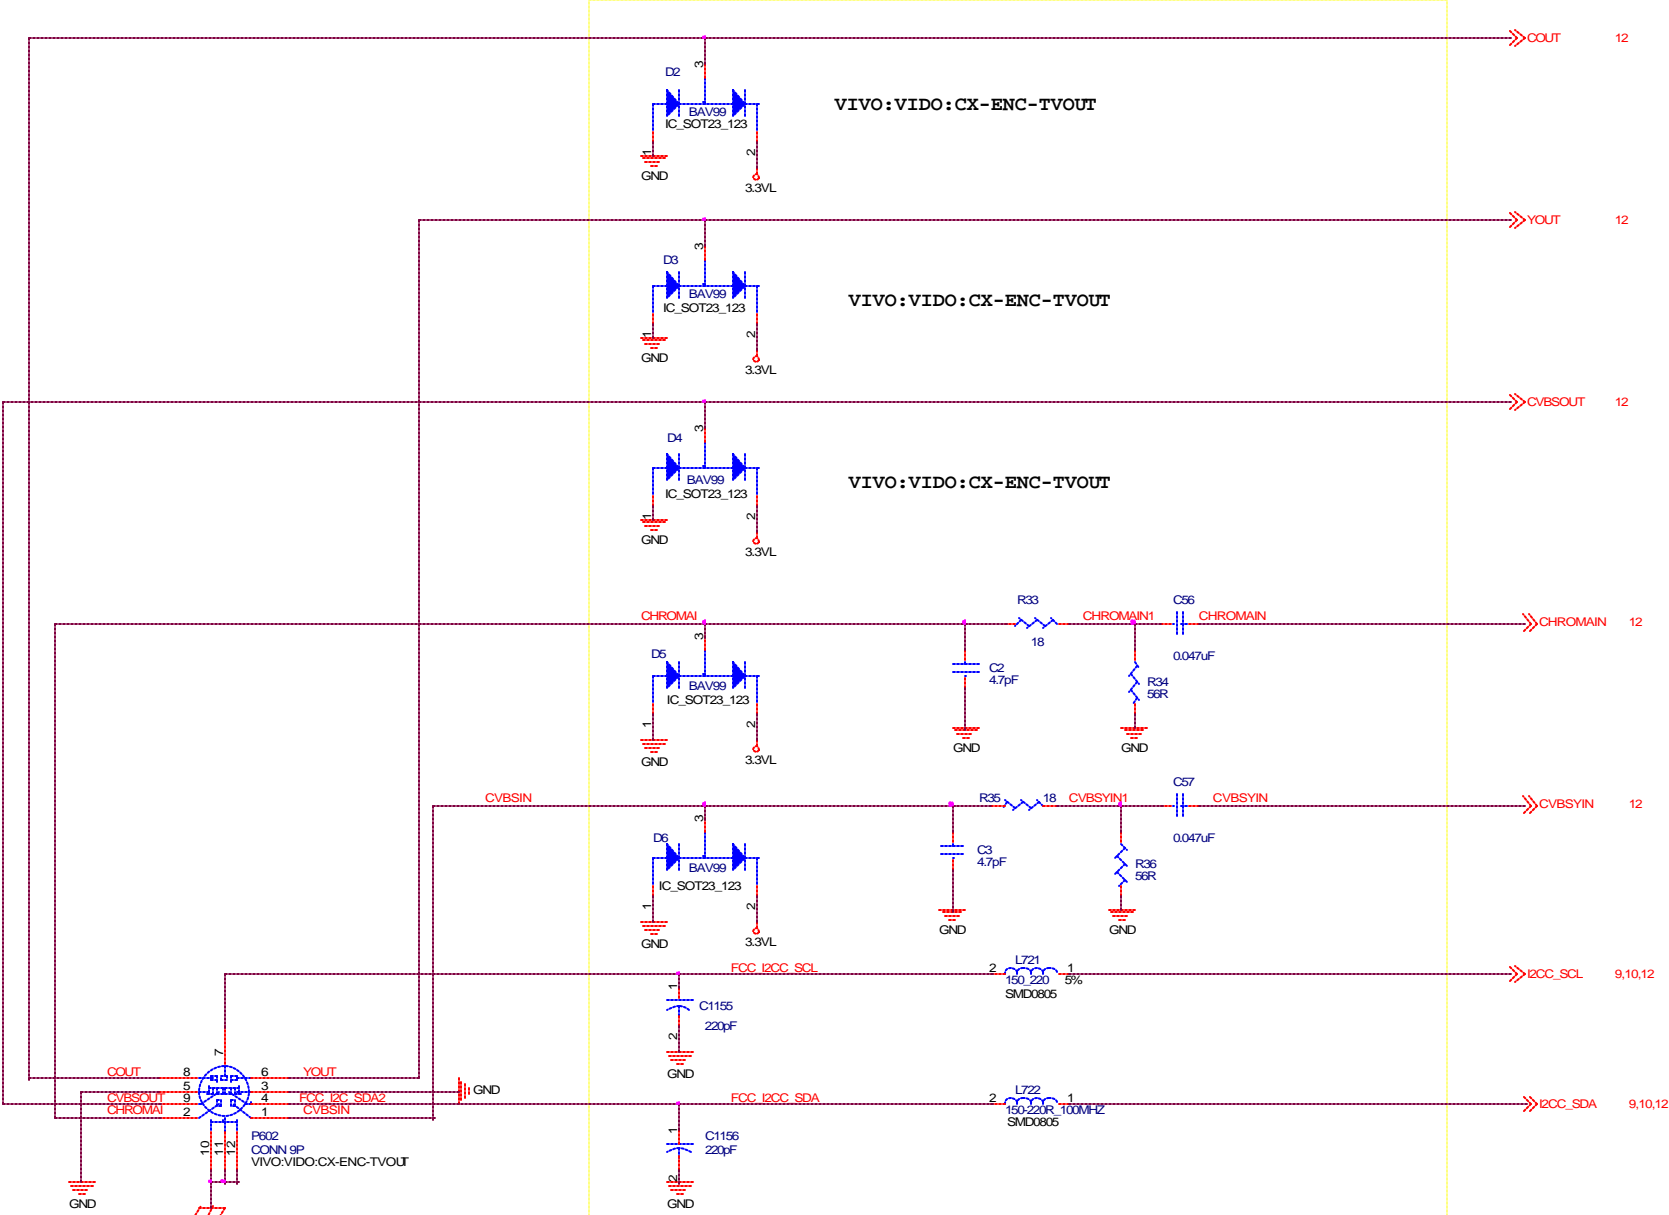 COUT 12
D2
3
BAV99
IC_SOT23_123
VIVO:VIDO:CX-ENC-TVOUT
1
2
GND
3.3VL
YOUT 12
D3
3
BAV99
IC_SOT23_123
VIVO:VIDO:CX-ENC-TVOUT
1
2
GND
3.3VL
CVBSOUT 12
D4
3
BAV99
IC_SOT23_123
VIVO:VIDO:CX-ENC-TVOUT
1
2
GND
3.3VL
CHROMAI
R33
18
CHROMAIN1
C56
CHROMAIN
0.047uF
CHROMAIN 12
D5
3
BAV99
IC_SOT23_123
1
2
GND
3.3VL
C2
4.7pF
GND
R34
56R
GND
CVBSIN
R35 18
CVBSYIN1
C57
CVBSYIN
0.047uF
CVBSYIN 12
D6
3
BAV99
IC_SOT23_123
1
2
GND
3.3VL
C3
4.7pF
GND
R36
56R
GND
FCC_I2CC_SCL
2 L721 1
150_220 5%
SMD0805
I2CC_SCL 9,10,12
1
C1155
220pF
2
GND
7
COUT 8 6 YOUT
5 3 GND
CVBSOUT 9 4 FCC_I2C_SDA2
CHROMAI 2 1 CVBSIN
FCC_I2CC_SDA
2 L722 1
150-220R_100MHZ
SMD0805
I2CC_SDA 9,10,12
1
C1156
220pF
2
GND
10 11 12
P602
CONN 9P
VIVO:VIDO:CX-ENC-TVOUT
GND